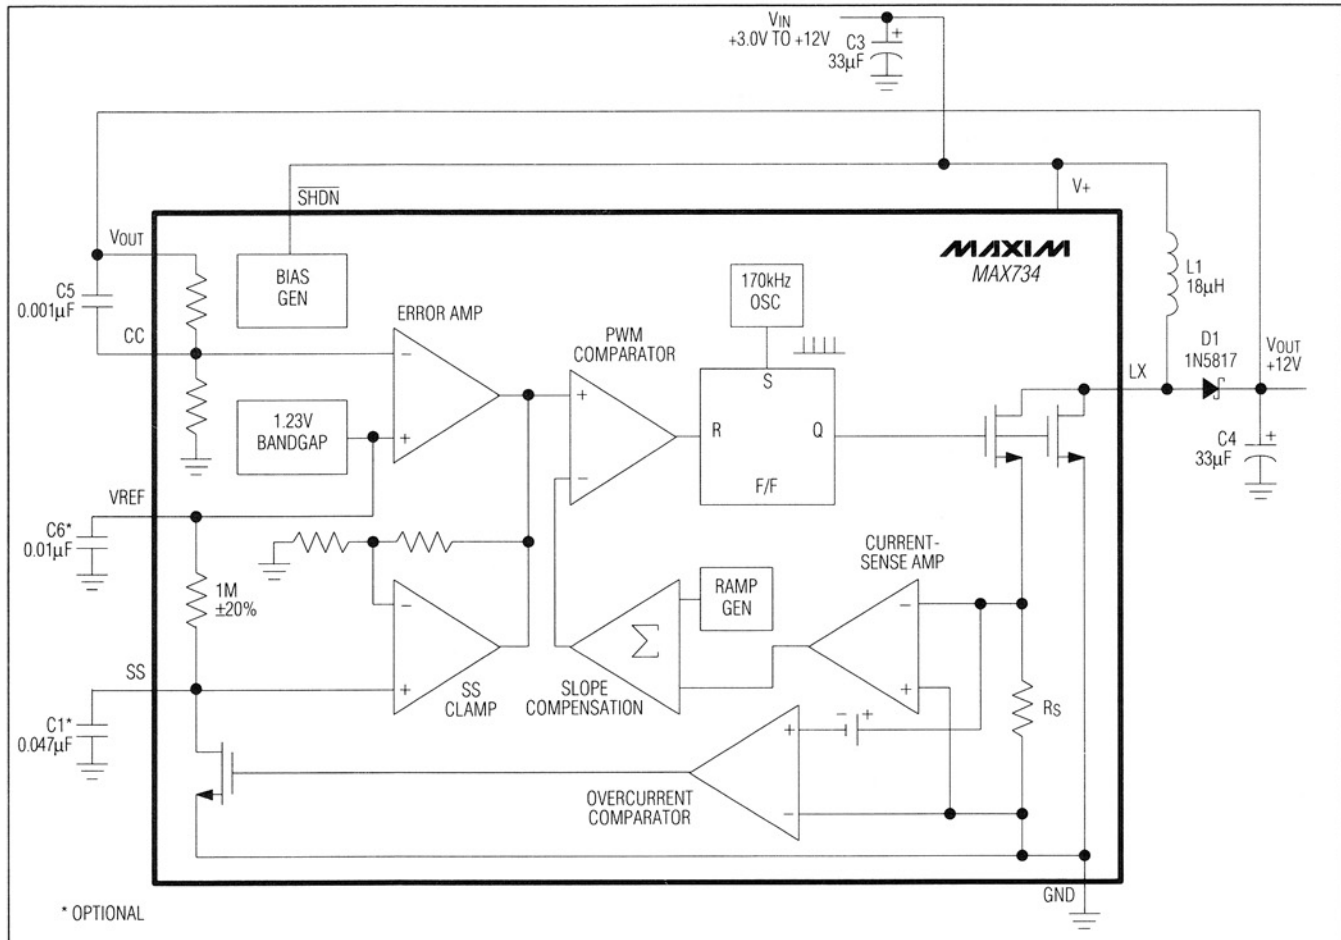 VIN
+3.0V TO +12V
C3
33µF
+
SHDN
V+
VOUT
MAXIM
MAX734
C5
0.001µF
BIAS
GEN
170kHz
OSC
L1
18µH
ERROR AMP
PWM
COMPARATOR
CC
−
D1
1N5817
VOUT
+12V
LX
S
+
1.23V
BANDGAP
+
R
Q
C4
33µF
+
−
F/F
VREF
C6*
0.01µF
CURRENT-
SENSE AMP
1M
±20%
RAMP
GEN
−
−
Σ
SS
+
SS
CLAMP
SLOPE
COMPENSATION
+
RS
C1*
0.047µF
− +
+
OVERCURRENT
COMPARATOR
−
GND
* OPTIONAL